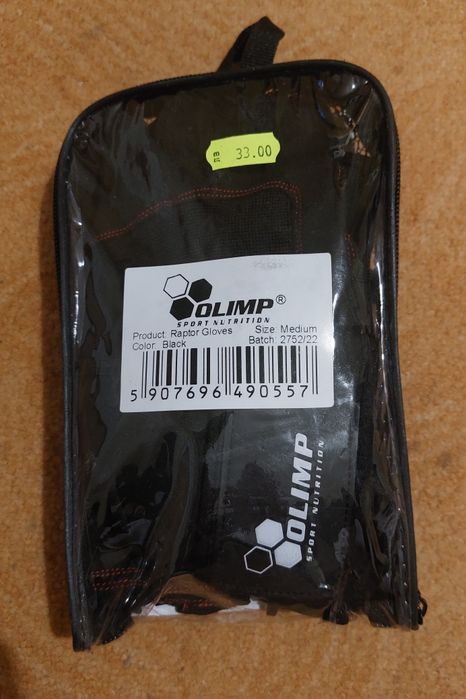 33.00
OLIMP®
SPORT NUTRITION
Product: Raptor Gloves Size: Medium
Color: Black Batch: 2752/22
5 907696 490557
OLIMP
SPORT NUTRITION